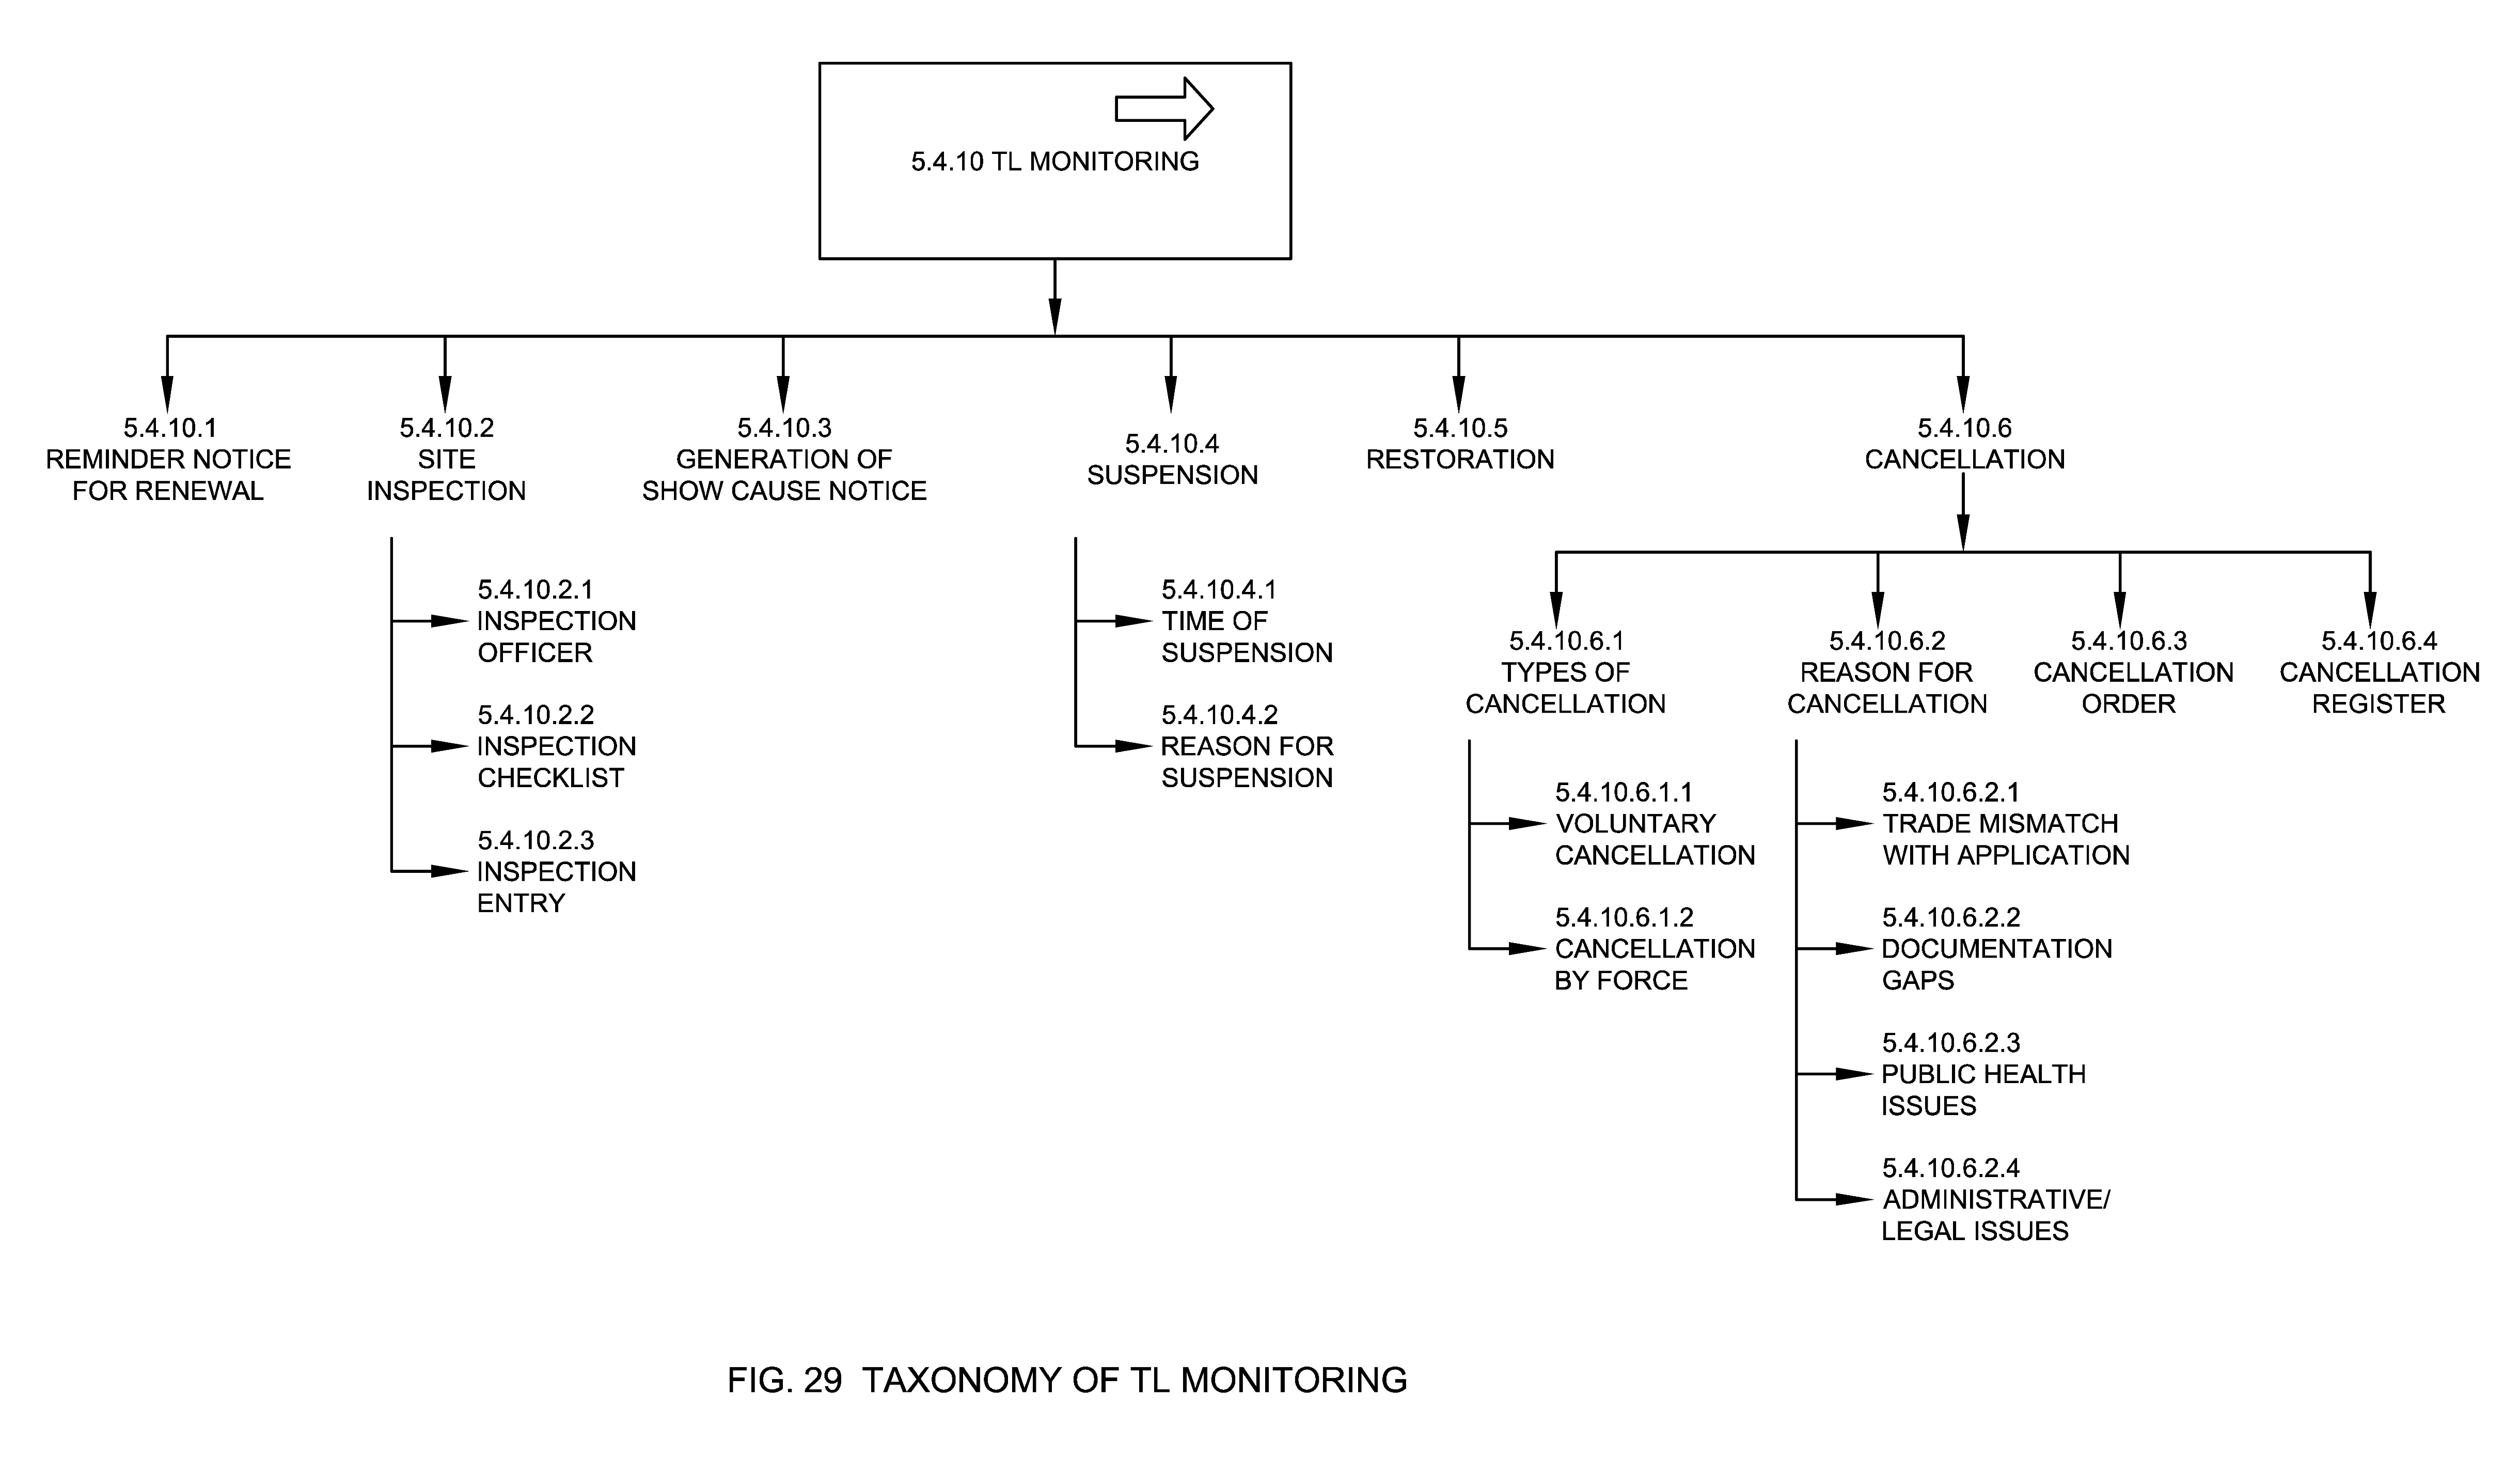 5.4.10 TL MONITORING
5.4.10.1
REMINDER NOTICE
FOR RENEWAL
5.4.10.2
SITE
INSPECTION
5.4.10.2.1
INSPECTION
OFFICER
5.4.10.2.2
INSPECTION
CHECKLIST
5.4.10.2.3
INSPECTION
ENTRY
5.4.10.3
GENERATION OF
SHOW CAUSE NOTICE
5.4.10.4
SUSPENSION
5.4.10.4.1
TIME OF
SUSPENSION
5.4.10.4.2
REASON FOR
SUSPENSION
5.4.10.5
RESTORATION
5.4.10.6
CANCELLATION
5.4.10.6.1
TYPES OF
CANCELLATION
5.4.10.6.1.1
VOLUNTARY
CANCELLATION
5.4.10.6.1.2
CANCELLATION
BY FORCE
5.4.10.6.2
REASON FOR
CANCELLATION
5.4.10.6.2.1
TRADE MISMATCH
WITH APPLICATION
5.4.10.6.2.2
DOCUMENTATION
GAPS
5.4.10.6.2.3
PUBLIC HEALTH
ISSUES
5.4.10.6.2.4
ADMINISTRATIVE/
LEGAL ISSUES
5.4.10.6.3
CANCELLATION
ORDER
5.4.10.6.4
CANCELLATION
REGISTER
FIG. 29 TAXONOMY OF TL MONITORING